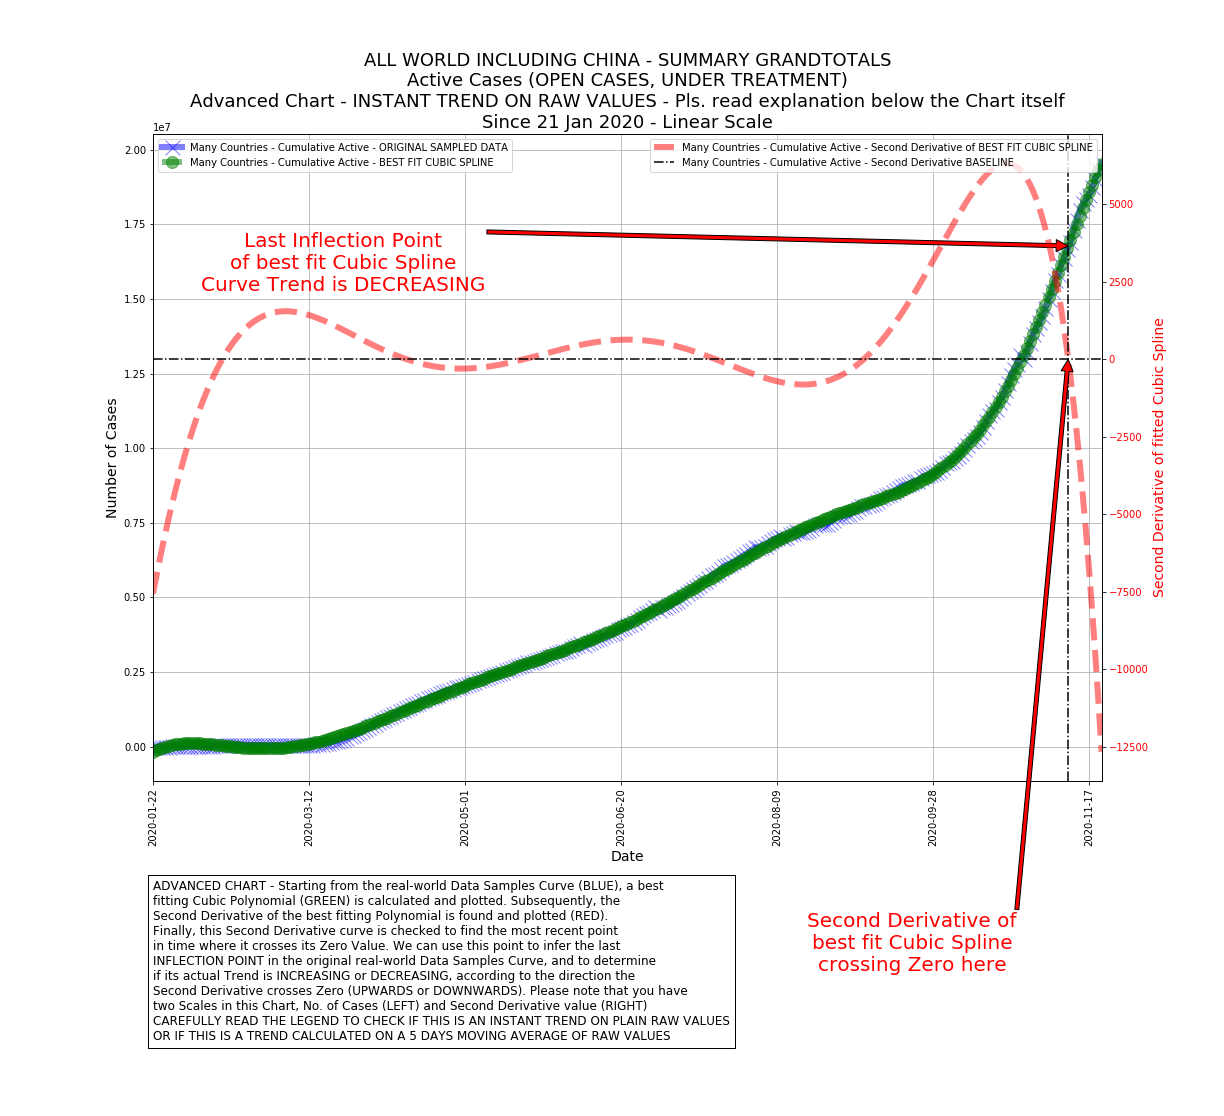 ALL WORLD INCLUDING CHINA - SUMMARY GRANDTOTALS
Active Cases (OPEN CASES, UNDER TREATMENT)
Advanced Chart - INSTANT TREND ON RAW VALUES - Pls. read explanation below the Chart itself
Since 21 Jan 2020 - Linear Scale
1e7
Many Countries - Cumulative Active - ORIGINAL SAMPLED DATA
Many Countries - Cumulative Active - BEST FIT CUBIC SPLINE
Many Countries - Cumulative Active - Second Derivative of BEST FIT CUBIC SPLINE
Many Countries - Cumulative Active - Second Derivative BASELINE
Last Inflection Point
of best fit Cubic Spline
Curve Trend is DECREASING
Number of Cases
2.00
1.75
1.50
1.25
1.00
0.75
0.50
0.25
0.00
5000
2500
0
−2500
−5000
−7500
−10000
−12500
Second Derivative of fitted Cubic Spline
2020-01-22
2020-03-12
2020-05-01
2020-06-20
2020-08-09
2020-09-28
2020-11-17
Date
ADVANCED CHART - Starting from the real-world Data Samples Curve (BLUE), a best
fitting Cubic Polynomial (GREEN) is calculated and plotted. Subsequently, the
Second Derivative of the best fitting Polynomial is found and plotted (RED).
Finally, this Second Derivative curve is checked to find the most recent point
in time where it crosses its Zero Value. We can use this point to infer the last
INFLECTION POINT in the original real-world Data Samples Curve, and to determine
if its actual Trend is INCREASING or DECREASING, according to the direction the
Second Derivative crosses Zero (UPWARDS or DOWNWARDS). Please note that you have
two Scales in this Chart, No. of Cases (LEFT) and Second Derivative value (RIGHT)
CAREFULLY READ THE LEGEND TO CHECK IF THIS IS AN INSTANT TREND ON PLAIN RAW VALUES
OR IF THIS IS A TREND CALCULATED ON A 5 DAYS MOVING AVERAGE OF RAW VALUES
Second Derivative of
best fit Cubic Spline
crossing Zero here